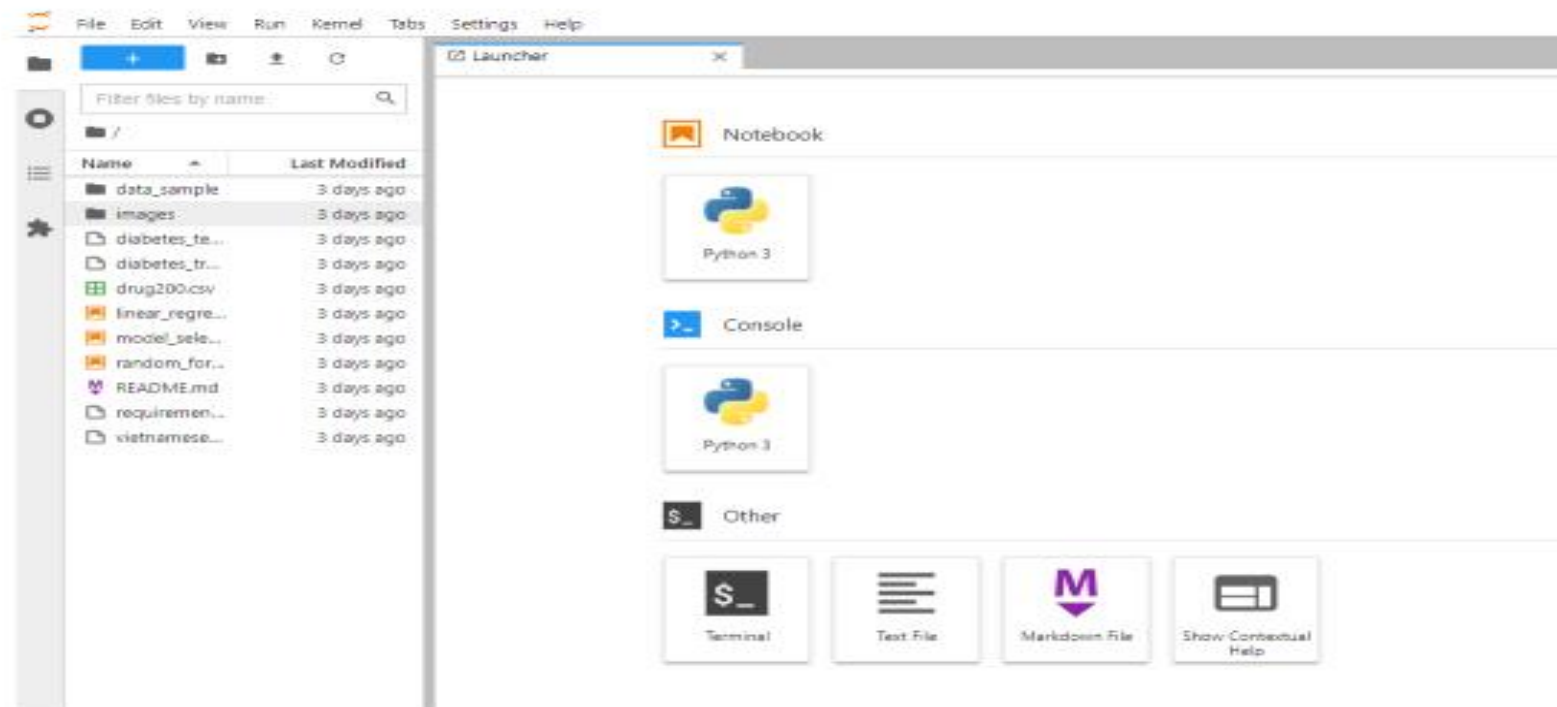 File Edit View Run Kernel Tabs Settings Help
+
Launcher
Filter files by name
/
Name Last Modified
data_sample 3 days ago
images 3 days ago
diabetes_te... 3 days ago
diabetes_tr... 3 days ago
drug200.csv 3 days ago
linear_regre... 3 days ago
model_sele... 3 days ago
random_for... 3 days ago
README.md 3 days ago
requiremen... 3 days ago
vietnamese... 3 days ago
Notebook
Python 3
>_ Console
Python 3
$_ Other
$_
Terminal
Text File
M
Markdown File
Show Contextual
Help